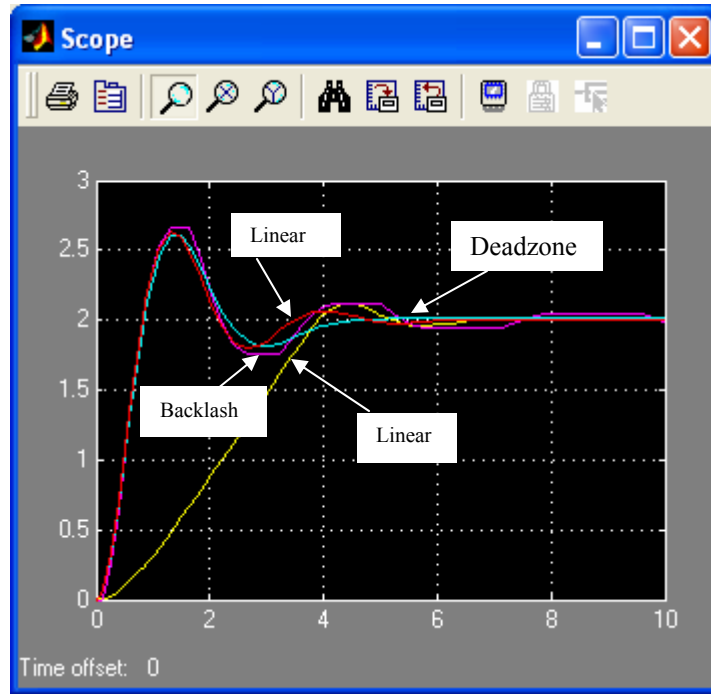 Scope
3
2.5
2
1.5
1
0.5
0
0 2 4 6 8 10
Linear
Deadzone
Backlash
Linear
Time offset: 0